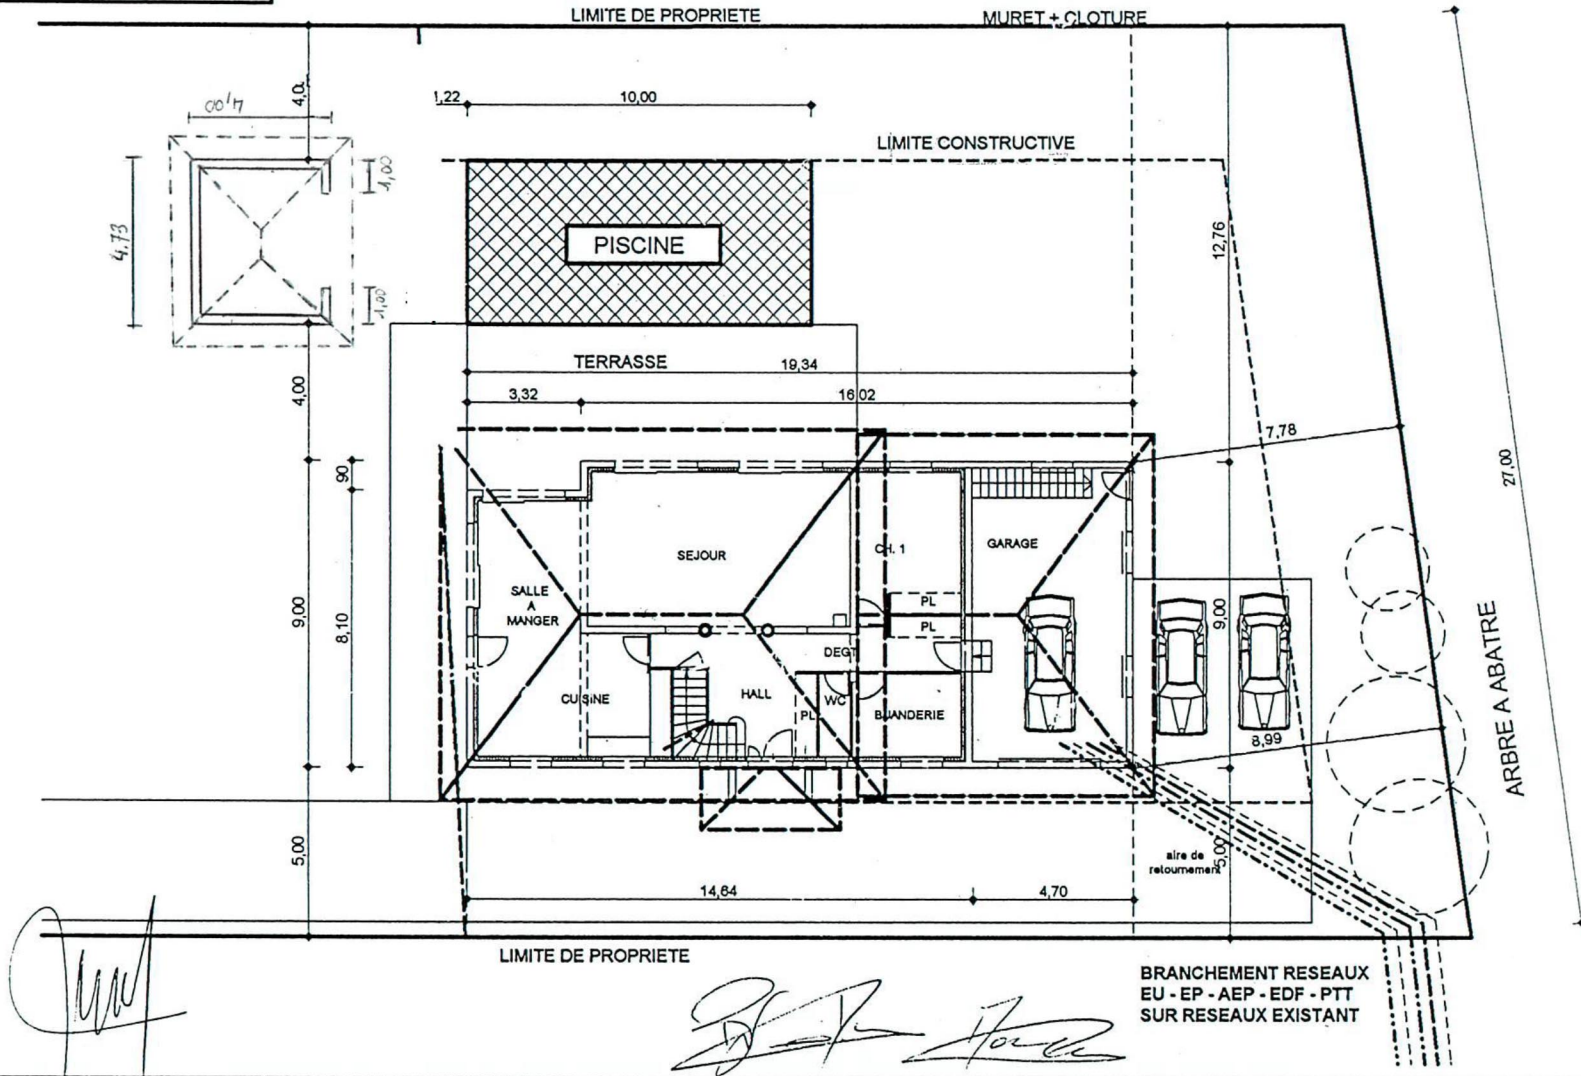 LIMITE DE PROPRIETE
MURET + CLOTURE
4,0
4,00
1,22
10,00
LIMITE CONSTRUCTIVE
1,00
4.73
1,00
PISCINE
12,76
TERRASSE
19,34
4,00
3,32
16,02
7,78
27,00
90
SEJOUR
CH. 1
GARAGE
SALLE
A
MANGER
PL
PL
9,00
8,10
9,00
DEGT
CUISINE
HALL
PL
WC
BUANDERIE
8,99
ARBRE A ABATRE
5,00
5,00
aire de
retournement
14,64
4,70
LIMITE DE PROPRIETE
BRANCHEMENT RESEAUX
EU - EP - AEP - EDF - PTT
SUR RESEAUX EXISTANT